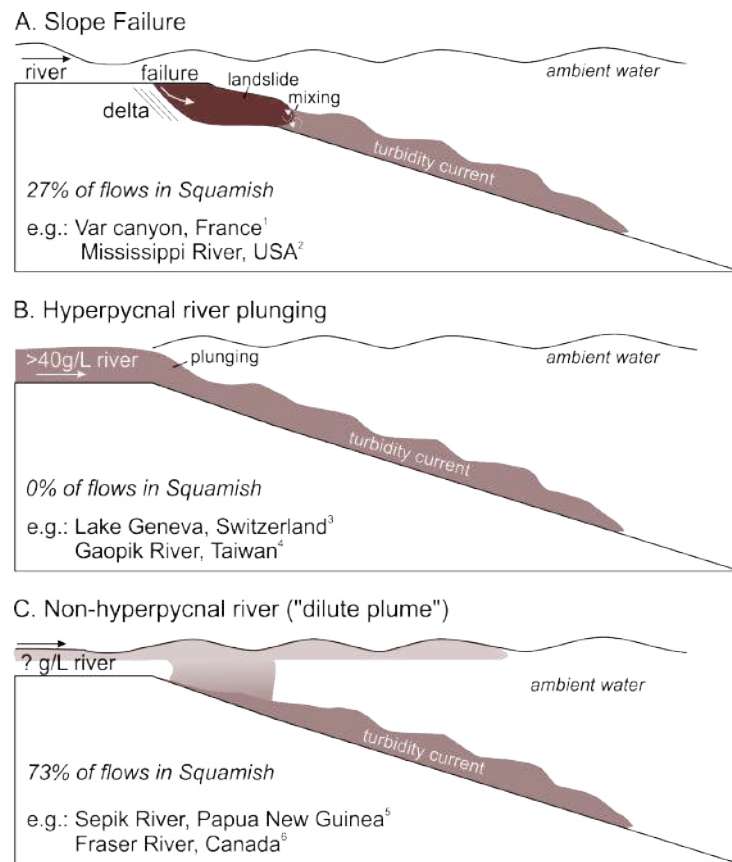 A. Slope Failure
river
failure
landslide
mixing
ambient water
delta
turbidity current
27% of flows in Squamish
e.g.: Var canyon, France¹
Mississippi River, USA²
B. Hyperpycnal river plunging
>40g/L river
plunging
ambient water
turbidity current
0% of flows in Squamish
e.g.: Lake Geneva, Switzerland³
Gaopik River, Taiwan⁴
C. Non-hyperpycnal river ("dilute plume")
? g/L river
ambient water
turbidity current
73% of flows in Squamish
e.g.: Sepik River, Papua New Guinea⁵
Fraser River, Canada⁶